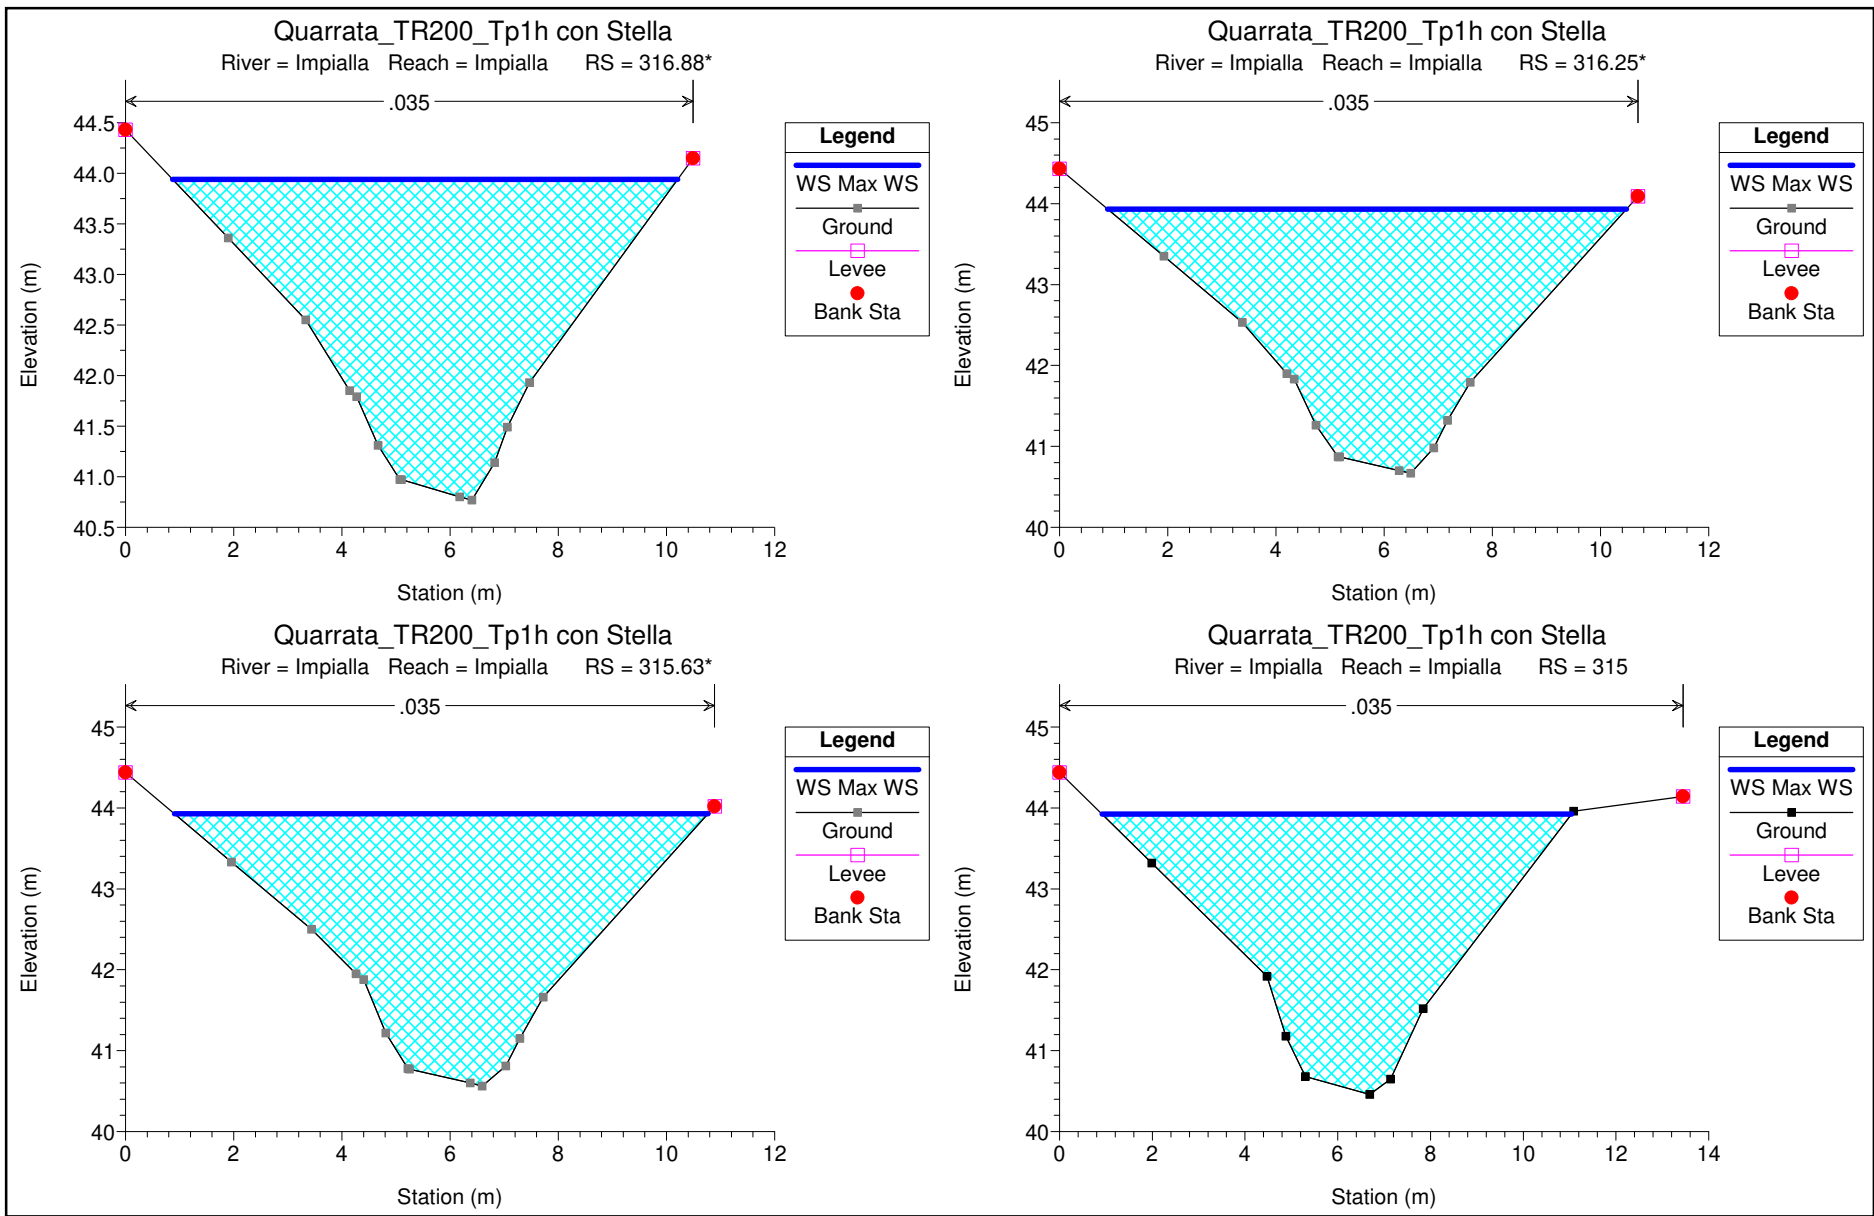 Quarrata_TR200_Tp1h con Stella
River = Impialla Reach = Impialla RS = 316.88*
.035
44.5
44.0
43.5
43.0
42.5
42.0
41.5
41.0
40.5
0 2 4 6 8 10 12
Elevation (m)
Station (m)
Legend
WS Max WS
Ground
Levee
Bank Sta
Quarrata_TR200_Tp1h con Stella
River = Impialla Reach = Impialla RS = 316.25*
.035
45
44
43
42
41
40
0 2 4 6 8 10 12
Elevation (m)
Station (m)
Legend
WS Max WS
Ground
Levee
Bank Sta
Quarrata_TR200_Tp1h con Stella
River = Impialla Reach = Impialla RS = 315.63*
.035
45
44
43
42
41
40
0 2 4 6 8 10 12
Elevation (m)
Station (m)
Legend
WS Max WS
Ground
Levee
Bank Sta
Quarrata_TR200_Tp1h con Stella
River = Impialla Reach = Impialla RS = 315
.035
45
44
43
42
41
40
0 2 4 6 8 10 12 14
Elevation (m)
Station (m)
Legend
WS Max WS
Ground
Levee
Bank Sta